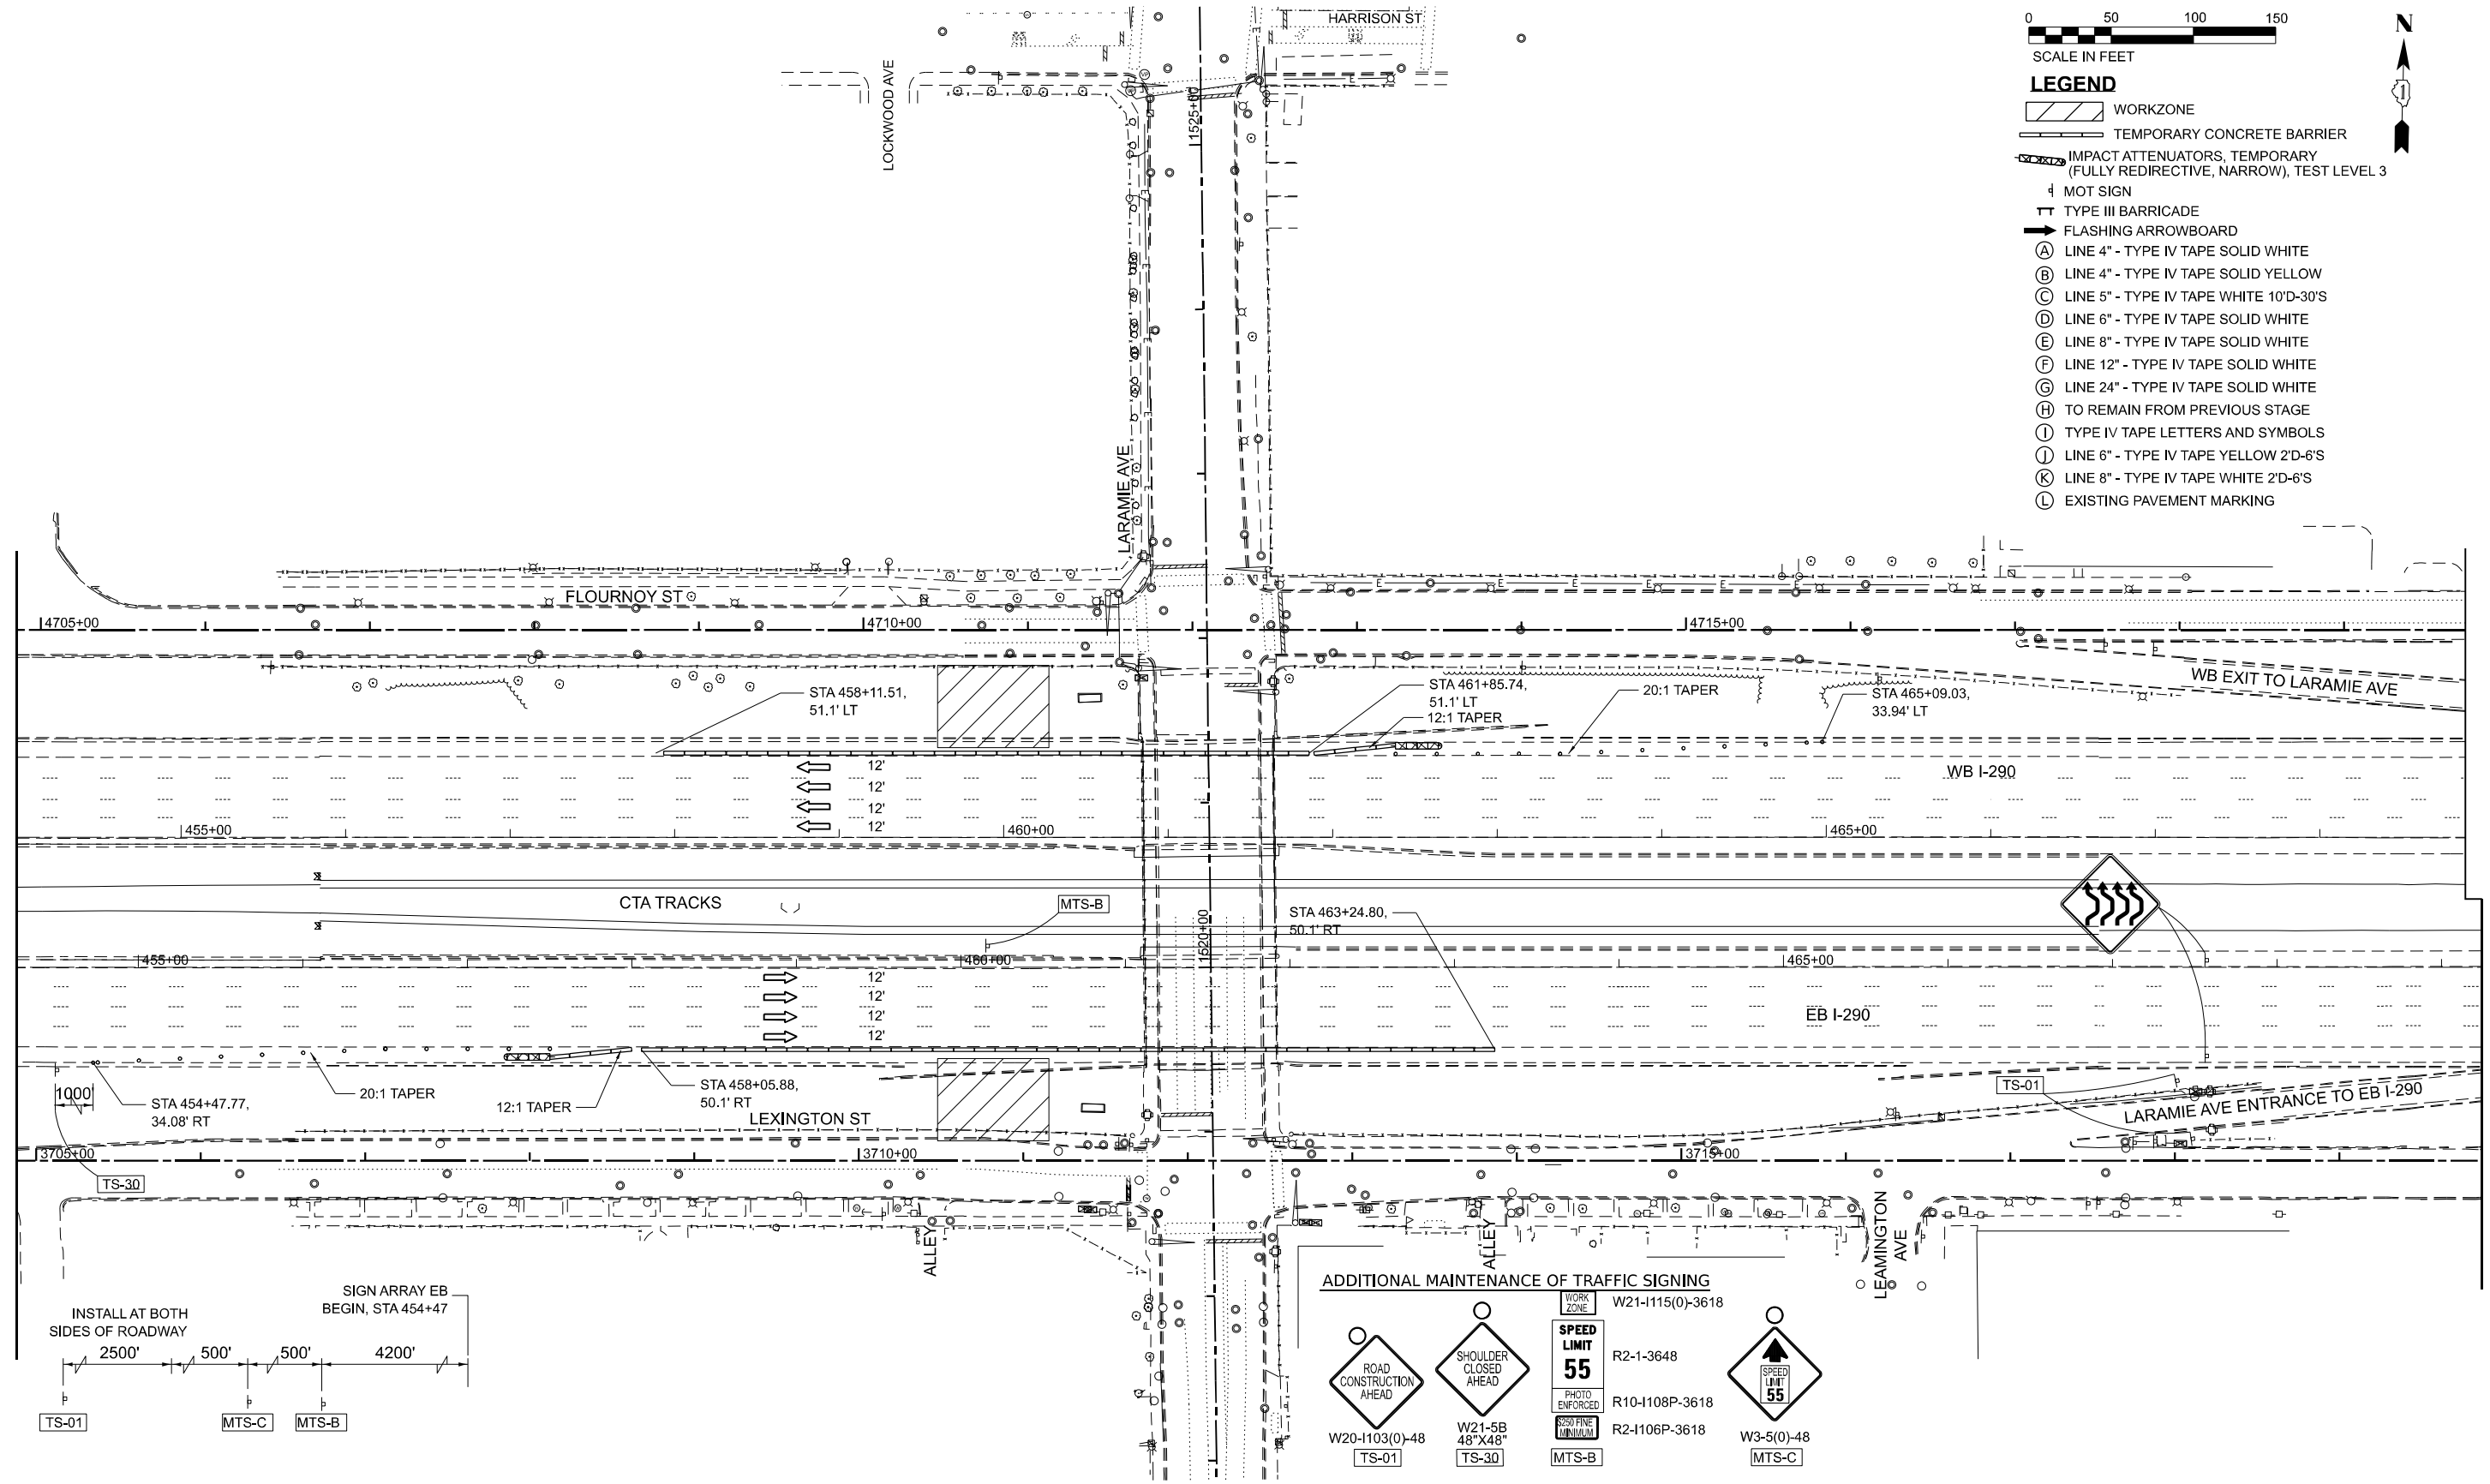 HARRISON ST
LOCKWOOD AVE
1525+00
0 50 100 150
SCALE IN FEET
N
1
LEGEND
WORKZONE
TEMPORARY CONCRETE BARRIER
IMPACT ATTENUATORS, TEMPORARY
(FULLY REDIRECTIVE, NARROW), TEST LEVEL 3
MOT SIGN
TYPE III BARRICADE
FLASHING ARROWBOARD
A LINE 4" - TYPE IV TAPE SOLID WHITE
B LINE 4" - TYPE IV TAPE SOLID YELLOW
C LINE 5" - TYPE IV TAPE WHITE 10'D-30'S
D LINE 6" - TYPE IV TAPE SOLID WHITE
E LINE 8" - TYPE IV TAPE SOLID WHITE
F LINE 12" - TYPE IV TAPE SOLID WHITE
G LINE 24" - TYPE IV TAPE SOLID WHITE
H TO REMAIN FROM PREVIOUS STAGE
I TYPE IV TAPE LETTERS AND SYMBOLS
J LINE 6" - TYPE IV TAPE YELLOW 2'D-6'S
K LINE 8" - TYPE IV TAPE WHITE 2'D-6'S
L EXISTING PAVEMENT MARKING
LARAMIE AVE
FLOURNOY ST
4705+00
4710+00
4715+00
STA 458+11.51,
51.1' LT
STA 461+85.74,
51.1' LT
12:1 TAPER
20:1 TAPER
STA 465+09.03,
33.94' LT
WB EXIT TO LARAMIE AVE
12'
12'
12'
12'
WB I-290
455+00
460+00
465+00
CTA TRACKS
MTS-B
STA 463+24.80,
50.1' RT
1520+00
455+00
460+00
465+00
12'
12'
12'
12'
EB I-290
1000'
STA 454+47.77,
34.08' RT
20:1 TAPER
12:1 TAPER
STA 458+05.88,
50.1' RT
LEXINGTON ST
TS-01
LARAMIE AVE ENTRANCE TO EB I-290
3705+00
3710+00
3715+00
TS-30
ALLEY
ALLEY
LEAMINGTON
AVE
INSTALL AT BOTH
SIDES OF ROADWAY
SIGN ARRAY EB
BEGIN, STA 454+47
2500' 500' 500' 4200'
TS-01 MTS-C MTS-B
ADDITIONAL MAINTENANCE OF TRAFFIC SIGNING
ROAD
CONSTRUCTION
AHEAD
W20-I103(0)-48
TS-01
SHOULDER
CLOSED
AHEAD
W21-5B
48"X48"
TS-30
WORK
ZONE
W21-I115(0)-3618
SPEED
LIMIT
55
R2-1-3648
PHOTO
ENFORCED
R10-I108P-3618
$250 FINE
MINIMUM
R2-I106P-3618
MTS-B
SPEED
LIMIT
55
W3-5(0)-48
MTS-C